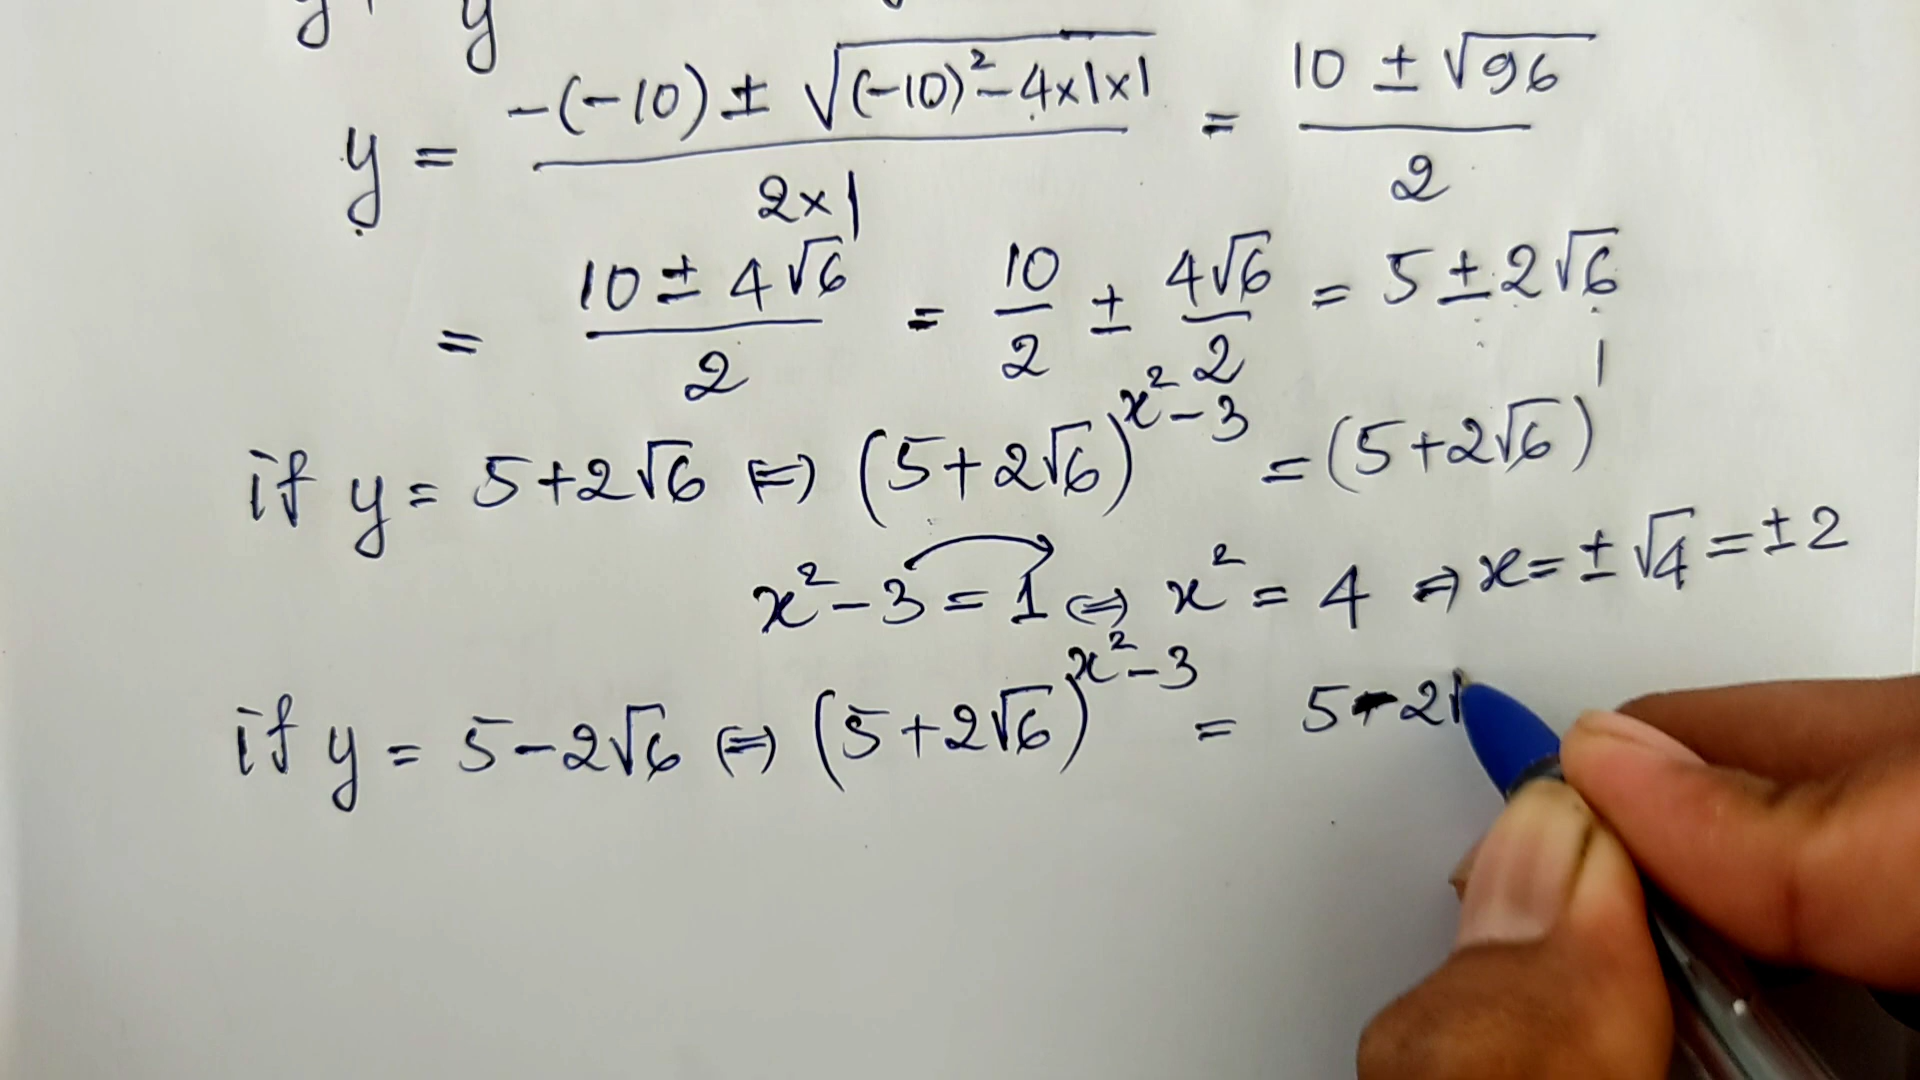 y = (-(-10) ± √((-10)² - 4×1×1)) / (2×1) = (10 ± √96) / 2
= (10 ± 4√6) / 2 = 10/2 ± 4√6/2 = 5 ± 2√6
if y = 5+2√6 ⇔ (5+2√6)^(x²-3) = (5+2√6)^1
x²-3 = 1 ⇔ x² = 4 ⇒ x = ±√4 = ±2
if y = 5-2√6 ⇔ (5+2√6)^(x²-3) = 5-2√